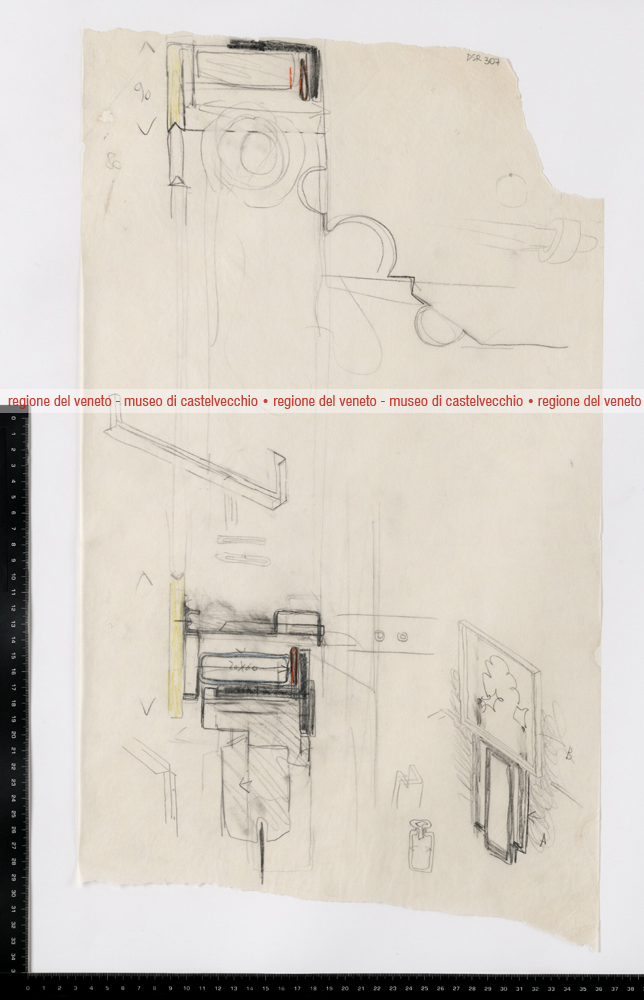 DSR 307
90
80
regione del veneto - museo di castelvecchio • regione del veneto - museo di castelvecchio • regione del veneto
20x60
B
A
0 1 2 3 4 5 6 7 8 9 10 11 12 13 14 15 16 17 18 19 20 21 22 23 24 25 26 27 28 29 30 31 32 33 34 3
0 1 2 3 4 5 6 7 8 9 10 11 12 13 14 15 16 17 18 19 20 21 22 23 24 25 26 27 28 29 30 31 32 33 34 35 36 37 38